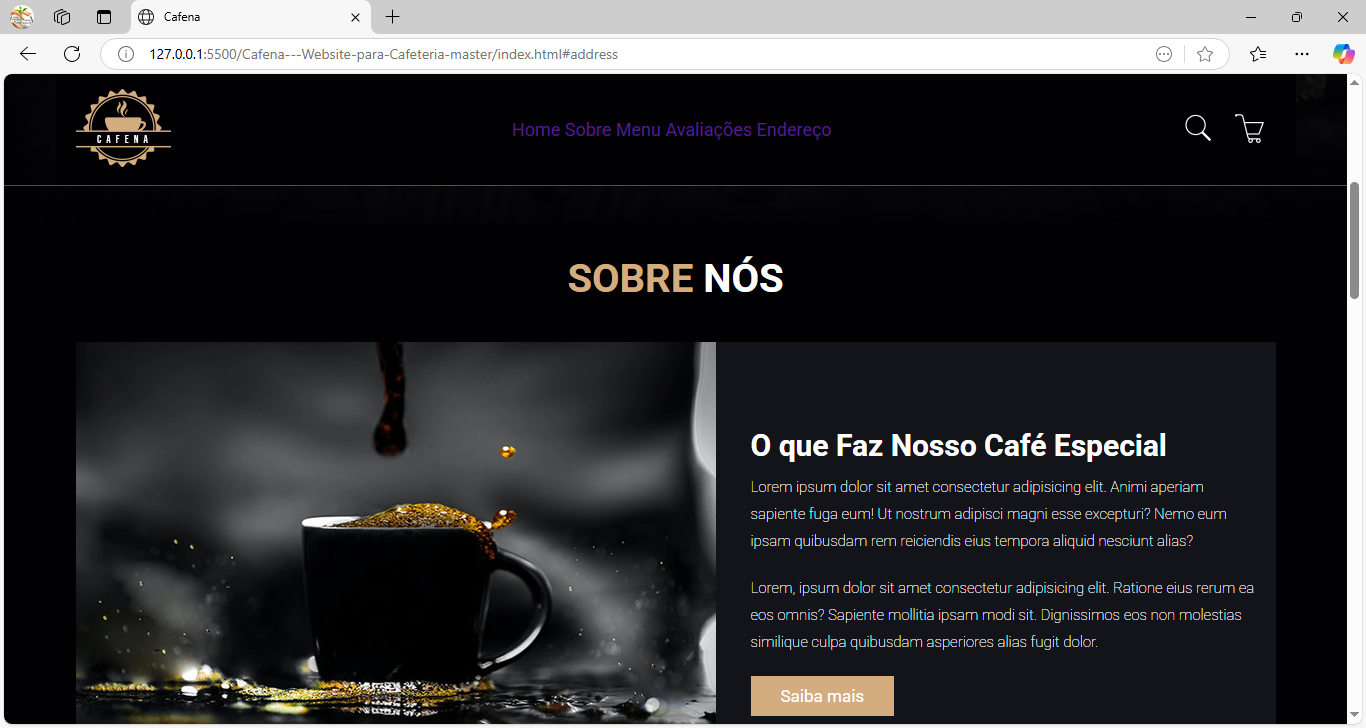 Cafena
127.0.0.1:5500/Cafena---Website-para-Cafeteria-master/index.html#address
CAFENA
Home Sobre Menu Avaliações Endereço
SOBRE NÓS
O que Faz Nosso Café Especial
Lorem ipsum dolor sit amet consectetur adipisicing elit. Animi aperiam
sapiente fuga eum! Ut nostrum adipisci magni esse excepturi? Nemo eum
ipsam quibusdam rem reiciendis eius tempora aliquid nesciunt alias?
Lorem, ipsum dolor sit amet consectetur adipisicing elit. Ratione eius rerum ea
eos omnis? Sapiente mollitia ipsam modi sit. Dignissimos eos non molestias
similique culpa quibusdam asperiores alias fugit dolor.
Saiba mais